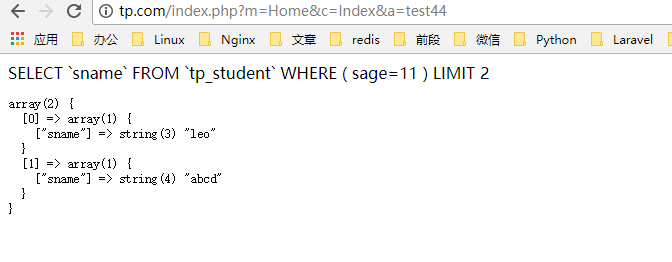 tp.com/index.php?m=Home&c=Index&a=test44
应用 办公 Linux Nginx 文章 redis 前段 微信 Python Laravel
SELECT `sname` FROM `tp_student` WHERE ( sage=11 ) LIMIT 2
array(2) {
[0] => array(1) {
["sname"] => string(3) "leo"
}
[1] => array(1) {
["sname"] => string(4) "abcd"
}
}